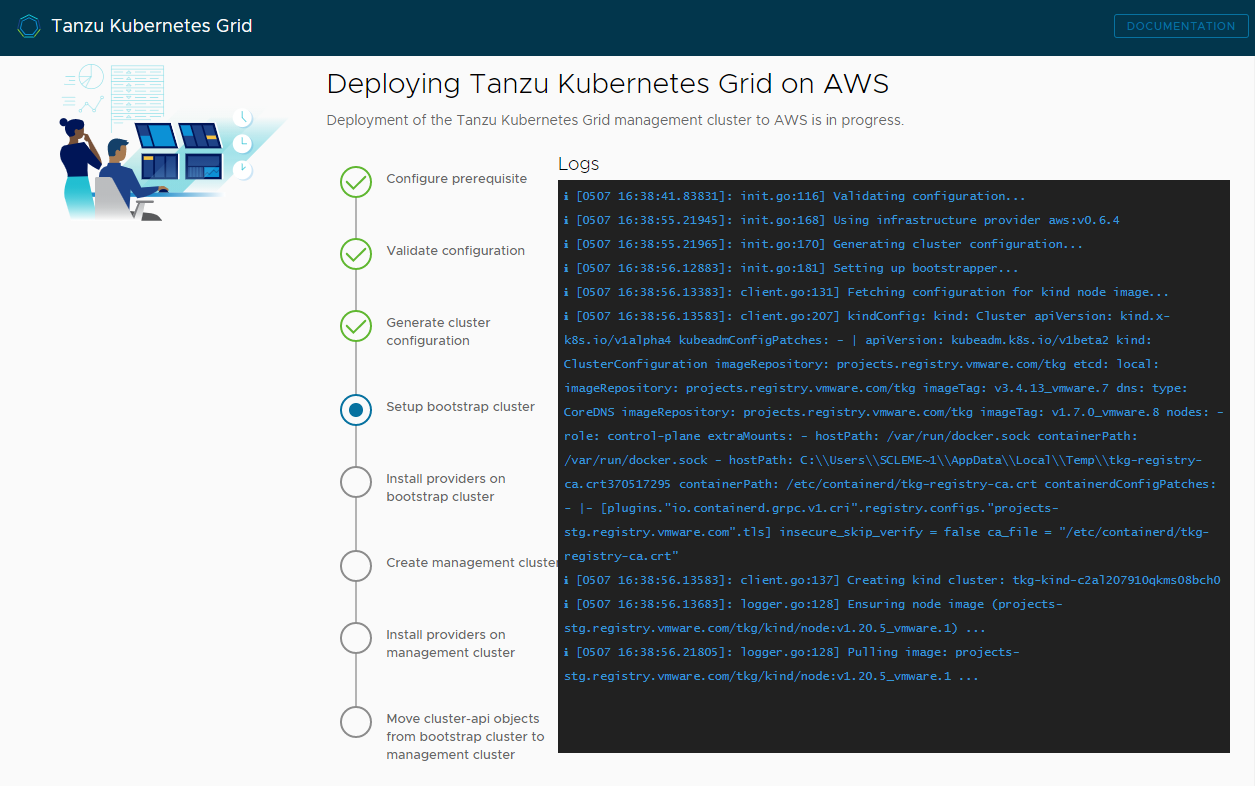 Tanzu Kubernetes Grid
DOCUMENTATION
Deploying Tanzu Kubernetes Grid on AWS
Deployment of the Tanzu Kubernetes Grid management cluster to AWS is in progress.
Configure prerequisite
Validate configuration
Generate cluster
configuration
Setup bootstrap cluster
Install providers on
bootstrap cluster
Create management cluster
Install providers on
management cluster
Move cluster-api objects
from bootstrap cluster to
management cluster
Logs
ℹ [0507 16:38:41.83831]: init.go:116] Validating configuration...
ℹ [0507 16:38:55.21945]: init.go:168] Using infrastructure provider aws:v0.6.4
ℹ [0507 16:38:55.21965]: init.go:170] Generating cluster configuration...
ℹ [0507 16:38:56.12883]: init.go:181] Setting up bootstrapper...
ℹ [0507 16:38:56.13383]: client.go:131] Fetching configuration for kind node image...
ℹ [0507 16:38:56.13583]: client.go:207] kindConfig: kind: Cluster apiVersion: kind.x-
k8s.io/v1alpha4 kubeadmConfigPatches: - | apiVersion: kubeadm.k8s.io/v1beta2 kind:
ClusterConfiguration imageRepository: projects.registry.vmware.com/tkg etcd: local:
imageRepository: projects.registry.vmware.com/tkg imageTag: v3.4.13_vmware.7 dns: type:
CoreDNS imageRepository: projects.registry.vmware.com/tkg imageTag: v1.7.0_vmware.8 nodes: -
role: control-plane extraMounts: - hostPath: /var/run/docker.sock containerPath:
/var/run/docker.sock - hostPath: C:\\Users\\SCLEME~1\\AppData\\Local\\Temp\\tkg-registry-
ca.crt370517295 containerPath: /etc/containerd/tkg-registry-ca.crt containerdConfigPatches:
- |- [plugins."io.containerd.grpc.v1.cri".registry.configs."projects-
stg.registry.vmware.com".tls] insecure_skip_verify = false ca_file = "/etc/containerd/tkg-
registry-ca.crt"
ℹ [0507 16:38:56.13583]: client.go:137] Creating kind cluster: tkg-kind-c2al207910qkms08bch0
ℹ [0507 16:38:56.13683]: logger.go:128] Ensuring node image (projects-
stg.registry.vmware.com/tkg/kind/node:v1.20.5_vmware.1) ...
ℹ [0507 16:38:56.21805]: logger.go:128] Pulling image: projects-
stg.registry.vmware.com/tkg/kind/node:v1.20.5_vmware.1 ...